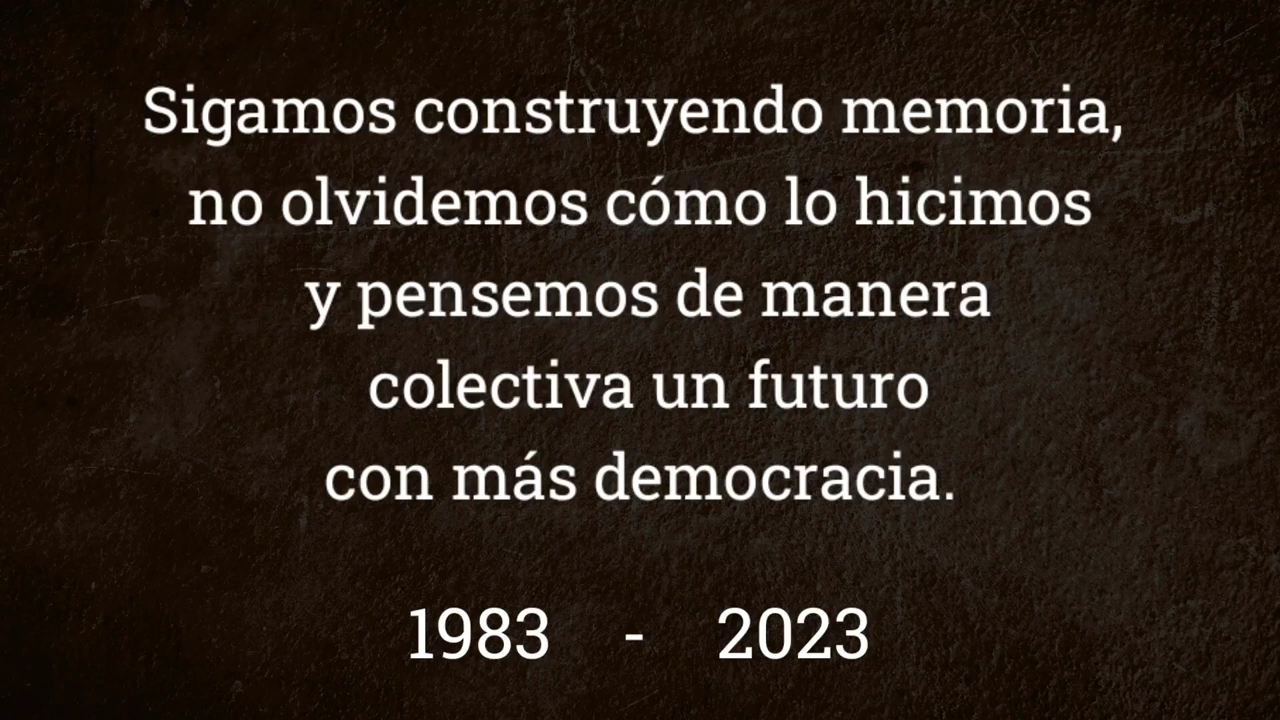 Sigamos construyendo memoria,
no olvidemos cómo lo hicimos
y pensemos de manera
colectiva un futuro
con más democracia.
1983 - 2023